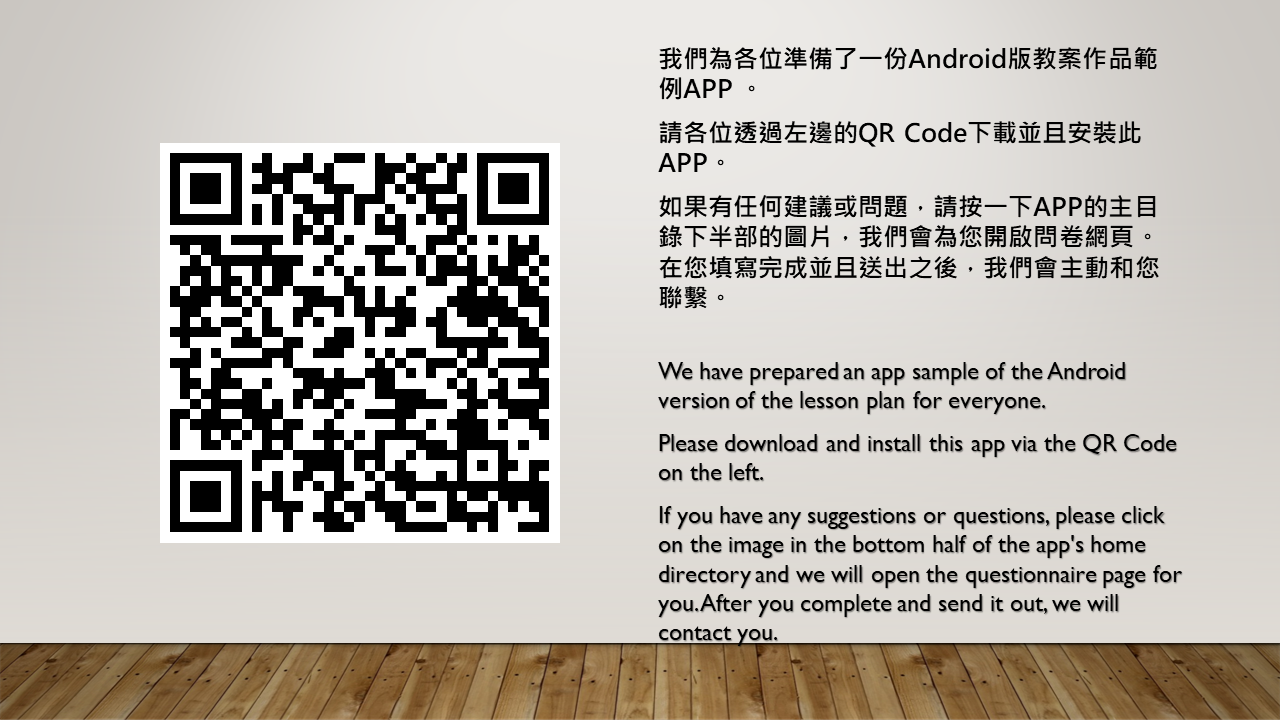 我們為各位準備了一份Android版教案作品範
例APP 。
請各位透過左邊的QR Code下載並且安裝此
APP。
如果有任何建議或問題，請按一下APP的主目
錄下半部的圖片，我們會為您開啟問卷網頁。
在您填寫完成並且送出之後，我們會主動和您
聯繫。
We have prepared an app sample of the Android
version of the lesson plan for everyone.
Please download and install this app via the QR Code
on the left.
If you have any suggestions or questions, please click
on the image in the bottom half of the app's home
directory and we will open the questionnaire page for
you. After you complete and send it out, we will
contact you.